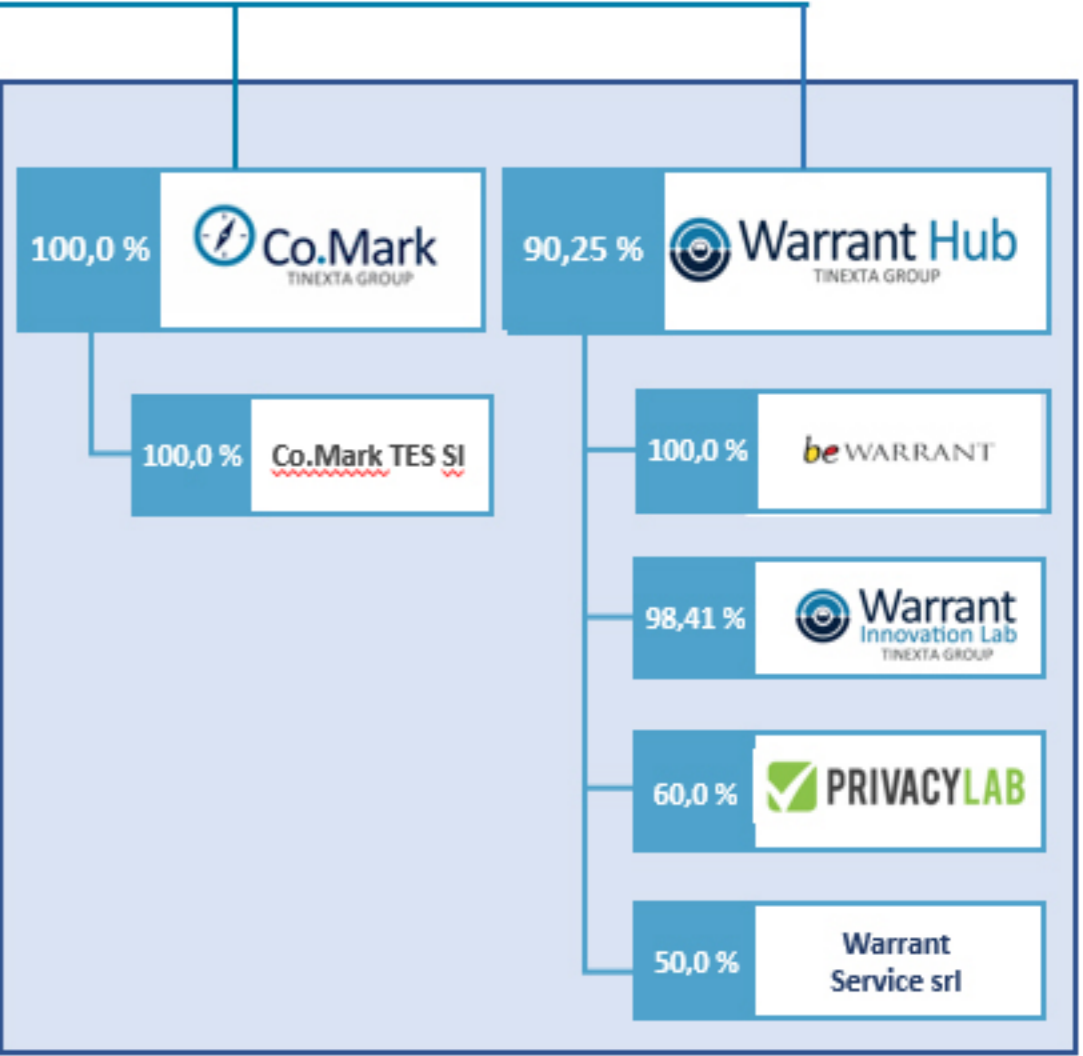 100,0 %
Co.Mark
TINEXTA GROUP
90,25 %
Warrant Hub
TINEXTA GROUP
100,0 %
Co.Mark TES Sl
100,0 %
be WARRANT
98,41 %
Warrant
Innovation Lab
TINEXTA GROUP
60,0 %
PRIVACYLAB
50,0 %
Warrant
Service srl